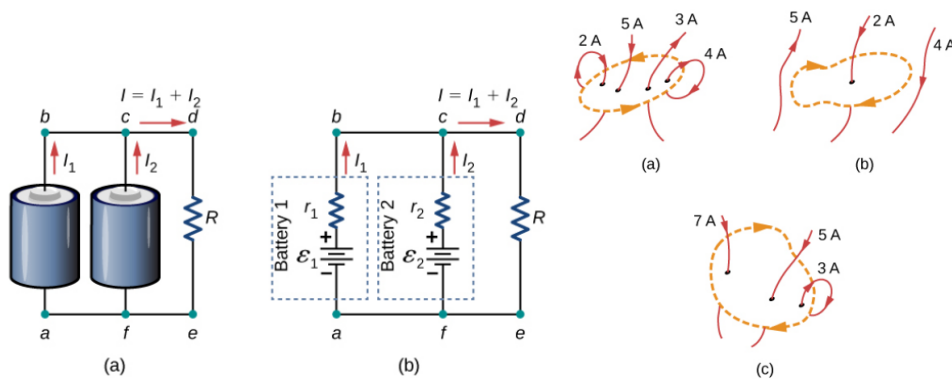 I = I₁ + I₂
b
c
d
I₁
I₂
R
a
f
e
(a)
I = I₁ + I₂
b
c
d
I₁
I₂
Battery 1
r₁
+
ε₁
−
Battery 2
r₂
+
ε₂
−
R
a
f
e
(b)
2 A
5 A
3 A
4 A
(a)
5 A
2 A
4 A
(b)
7 A
5 A
3 A
(c)